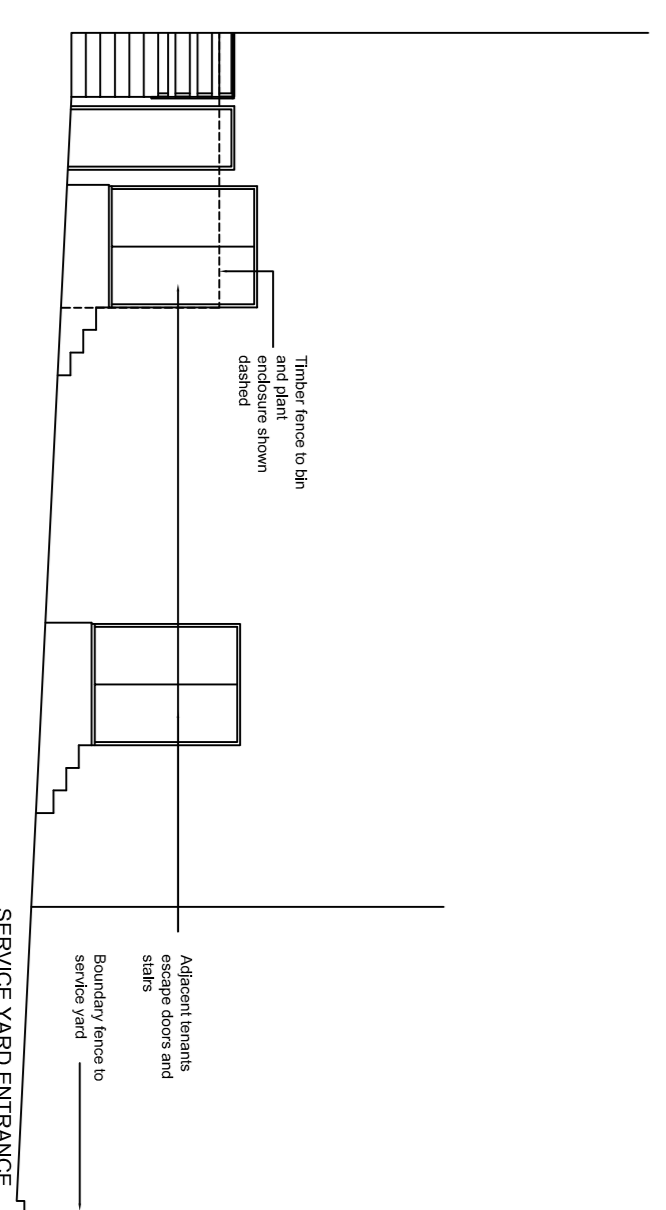 Timber fence to bin
and plant
enclosure shown
dashed
Adjacent tenants
escape doors and
stairs
Boundary fence to
service yard
SERVICE YARD ENTRANCE